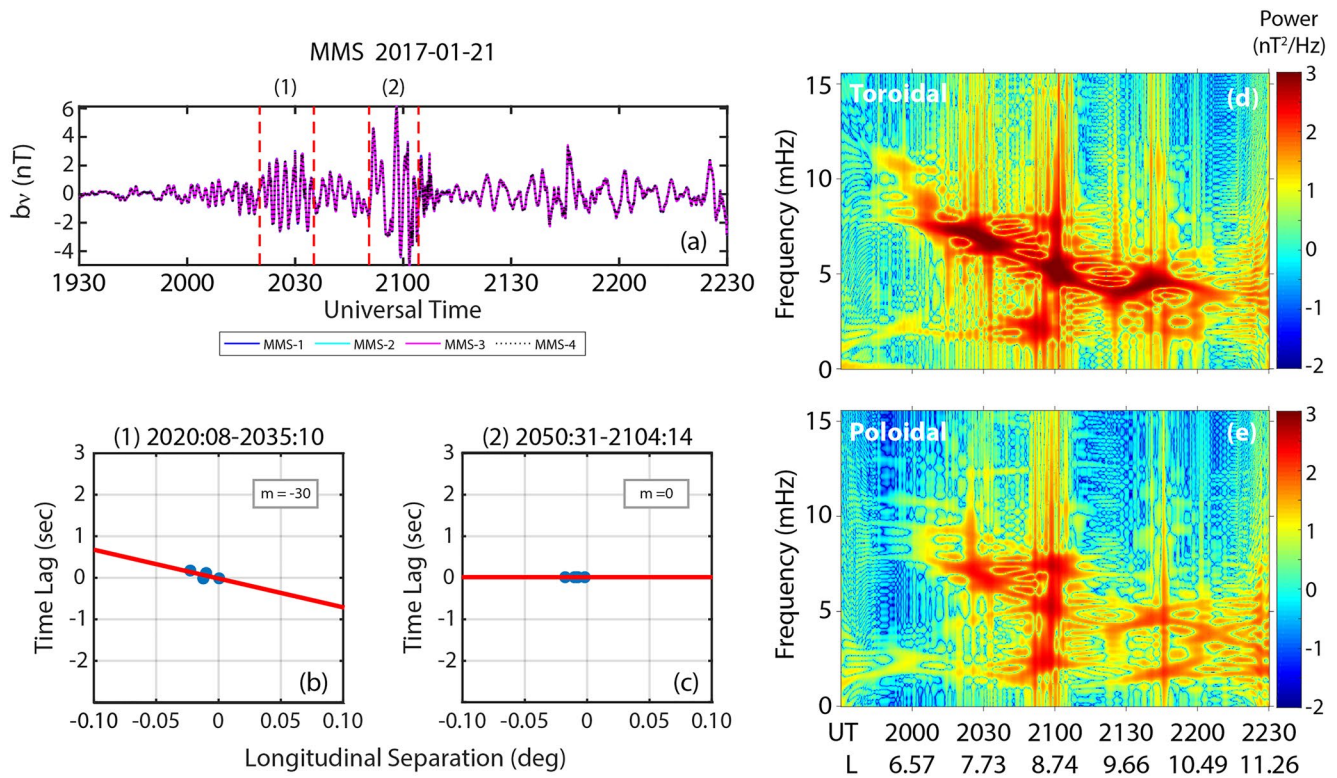 MMS 2017-01-21
(1) (2)
bν (nT)
6
4
2
0
-2
-4
(a)
1930 2000 2030 2100 2130 2200 2230
Universal Time
MMS-1 MMS-2 MMS-3 MMS-4
(1) 2020:08-2035:10
Time Lag (sec)
3
2
1
0
-1
-2
m = -30
(b)
-0.10 -0.05 0 0.05 0.10
(2) 2050:31-2104:14
Time Lag (sec)
3
2
1
0
-1
-2
m =0
(c)
-0.10 -0.05 0 0.05 0.10
Longitudinal Separation (deg)
Power
(nT²/Hz)
Toroidal
(d)
Frequency (mHz)
15
10
5
0
3
2
1
0
-1
-2
Poloidal
(e)
Frequency (mHz)
15
10
5
0
3
2
1
0
-1
-2
UT 2000 2030 2100 2130 2200 2230
L 6.57 7.73 8.74 9.66 10.49 11.26